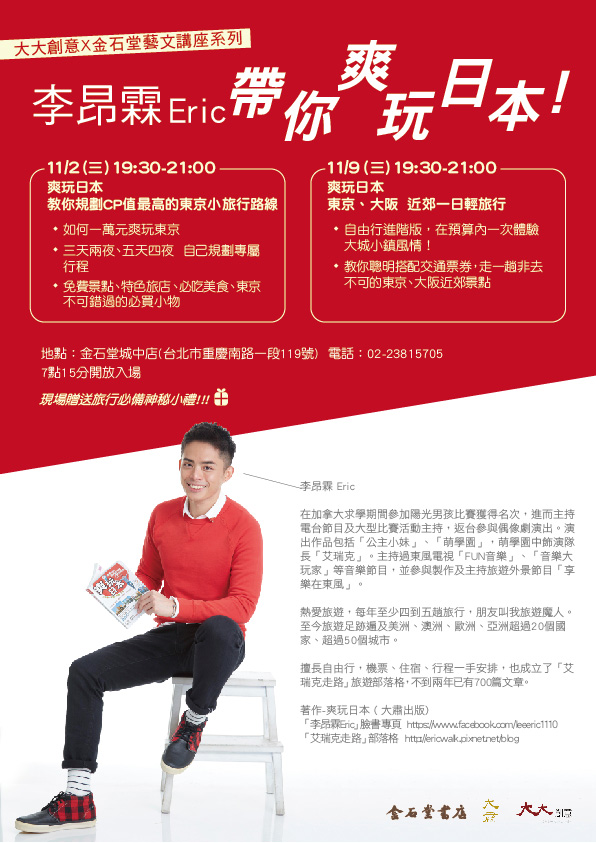 大大創意X金石堂藝文講座系列
李昂霖 Eric 帶你爽玩日本!
11/2(三)19:30-21:00
爽玩日本
教你規劃CP值最高的東京小旅行路線
如何一萬元爽玩東京
三天兩夜、五天四夜 自己規劃專屬
行程
免費景點、特色旅店、必吃美食、東京
不可錯過的必買小物
11/9(三)19:30-21:00
爽玩日本
東京、大阪 近郊一日輕旅行
自由行進階版,在預算內一次體驗
大城小鎮風情!
教你聰明搭配交通票券,走一趟非去
不可的東京、大阪近郊景點
地點:金石堂城中店(台北市重慶南路一段119號) 電話:02-23815705
7點15分開放入場
現場贈送旅行必備神秘小禮!!!
李昂霖 Eric
在加拿大求學期間參加陽光男孩比賽獲得名次,進而主持
電台節目及大型比賽活動主持,返台參與偶像劇演出。演
出作品包括「公主小妹」、「萌學園」,萌學園中飾演隊
長「艾瑞克」。主持過東風電視「FUN音樂」、「音樂大
玩家」等音樂節目,並參與製作及主持旅遊外景節目「享
樂在東風」。
熱愛旅遊,每年至少四到五趟旅行,朋友叫我旅遊魔人。
至今旅遊足跡遍及美洲、澳洲、歐洲、亞洲超過20個國
家、超過50個城市。
擅長自由行,機票、住宿、行程一手安排,也成立了「艾
瑞克走路」旅遊部落格,不到兩年已有700篇文章。
著作-爽玩日本(大肅出版)
「李昂霖Eric」臉書專頁 https://www.facebook.com/leeeric1110
「艾瑞克走路」部落格 http://ericwalk.pixnet.net/blog
金石堂書店
大大創意